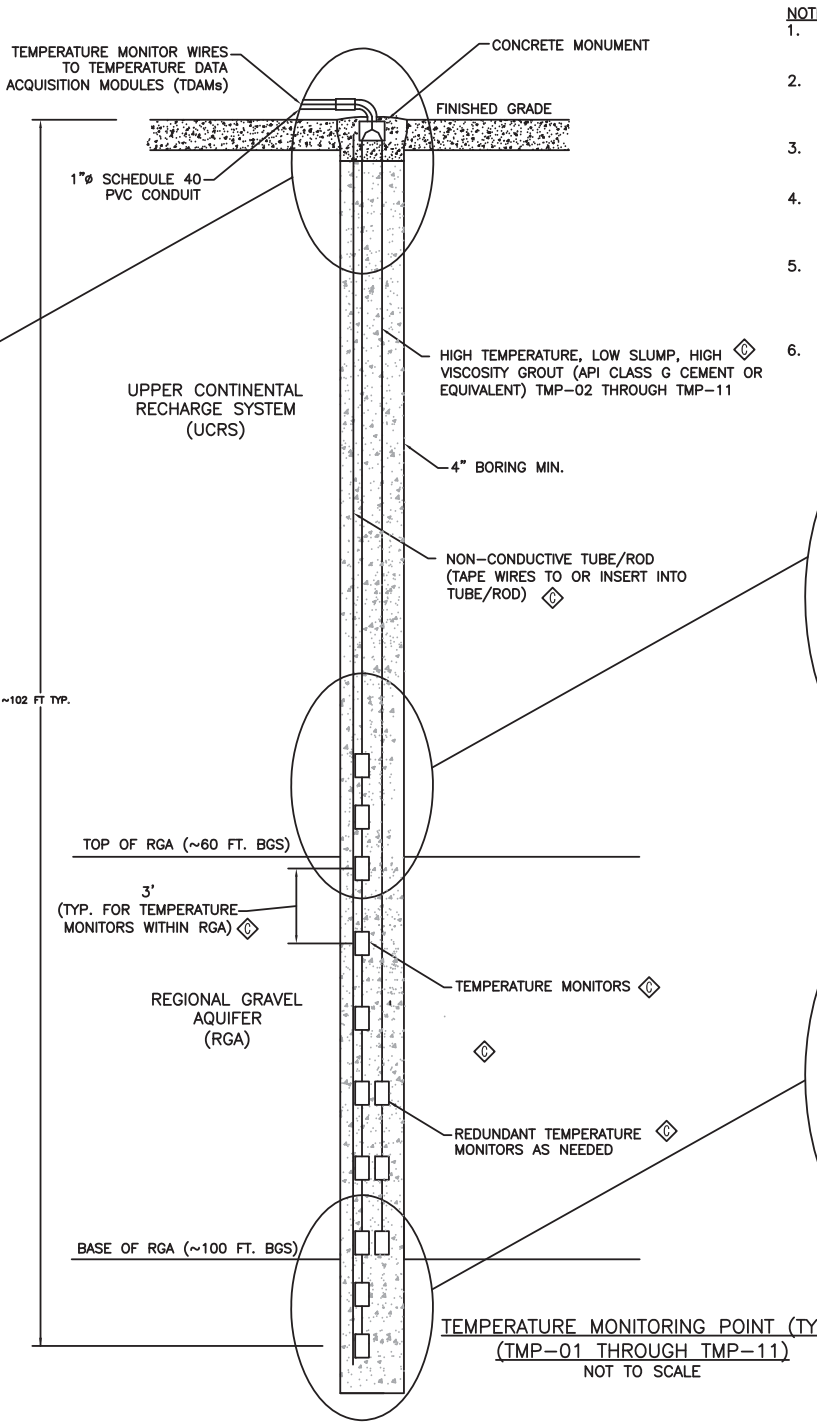 NOT
1.
TEMPERATURE MONITOR WIRES
TO TEMPERATURE DATA
ACQUISITION MODULES (TDAMs)
CONCRETE MONUMENT
2.
FINISHED GRADE
3.
1"ø SCHEDULE 40
PVC CONDUIT
4.
5.
HIGH TEMPERATURE, LOW SLUMP, HIGH C
VISCOSITY GROUT (API CLASS G CEMENT OR
EQUIVALENT) TMP-02 THROUGH TMP-11
6.
UPPER CONTINENTAL
RECHARGE SYSTEM
(UCRS)
4" BORING MIN.
NON-CONDUCTIVE TUBE/ROD
(TAPE WIRES TO OR INSERT INTO
TUBE/ROD) C
~102 FT TYP.
TOP OF RGA (~60 FT. BGS)
3'
(TYP. FOR TEMPERATURE
MONITORS WITHIN RGA) C
TEMPERATURE MONITORS C
REGIONAL GRAVEL
AQUIFER
(RGA)
C
REDUNDANT TEMPERATURE C
MONITORS AS NEEDED
BASE OF RGA (~100 FT. BGS)
TEMPERATURE MONITORING POINT (TY
(TMP-01 THROUGH TMP-11)
NOT TO SCALE